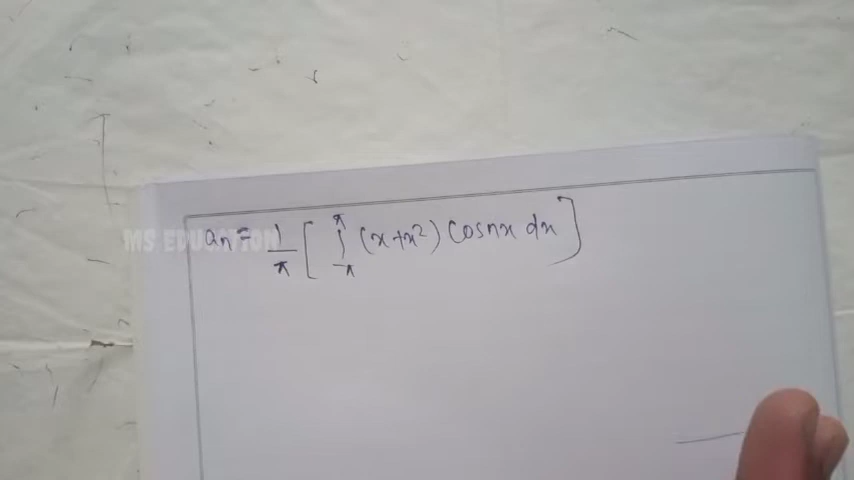 an = 1/π [ ∫_{-π}^{π} (x+x²) cosnx dx ]
MS EDUCATION